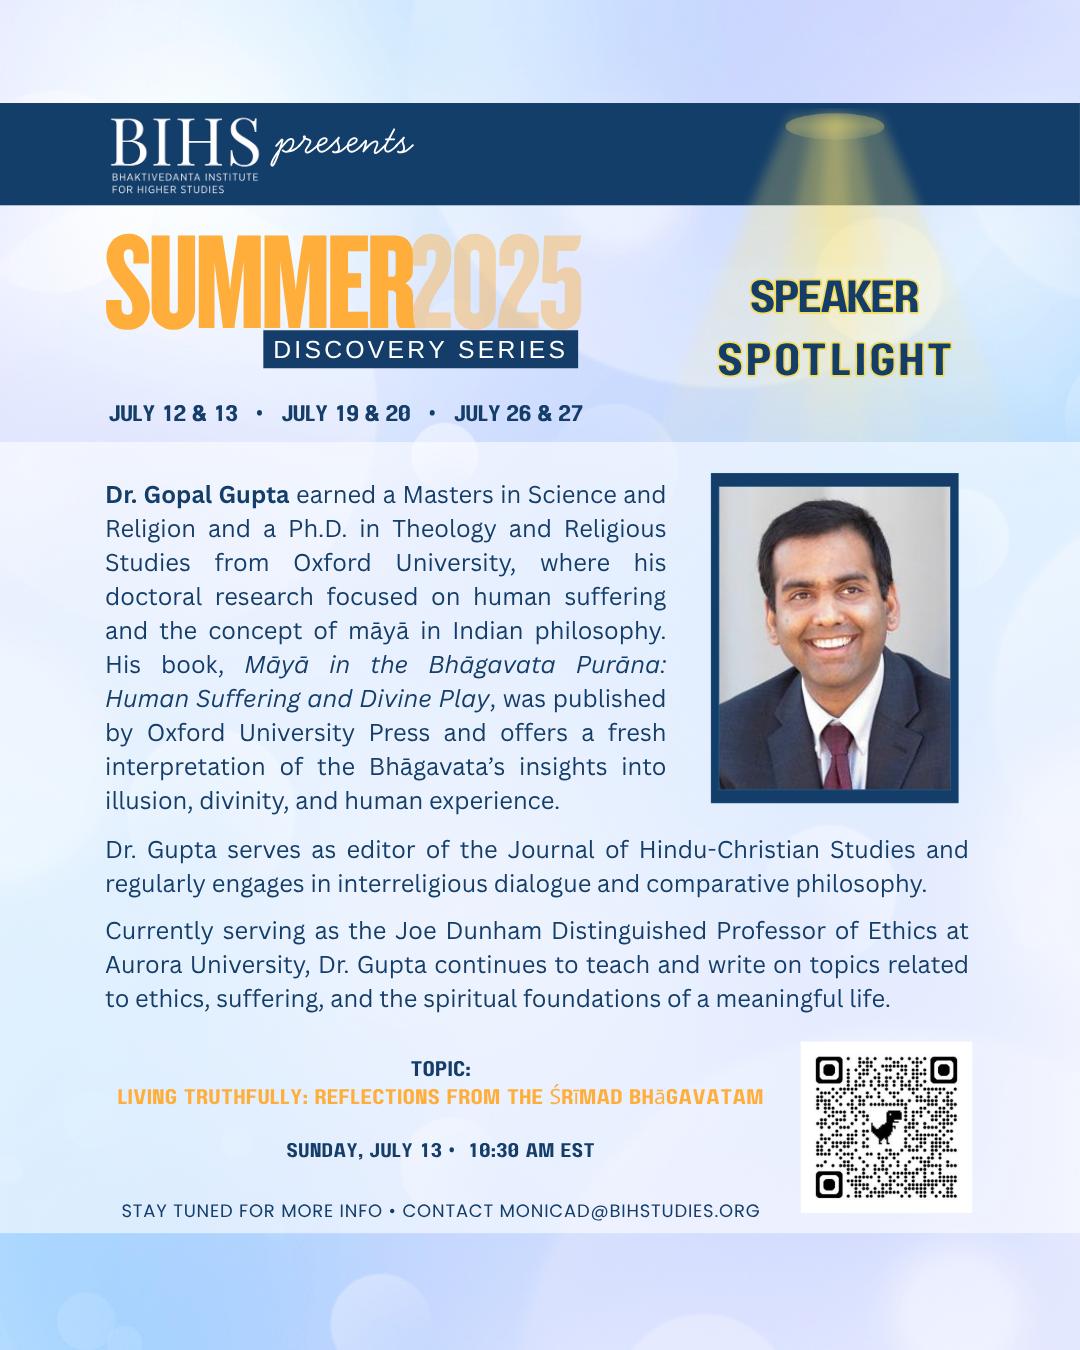 BIHS presents
BHAKTIVEDANTA INSTITUTE
FOR HIGHER STUDIES
SUMMER2025
DISCOVERY SERIES
JULY 12 & 13 • JULY 19 & 20 • JULY 26 & 27
SPEAKER
SPOTLIGHT
Dr. Gopal Gupta earned a Masters in Science and
Religion and a Ph.D. in Theology and Religious
Studies from Oxford University, where his
doctoral research focused on human suffering
and the concept of māyā in Indian philosophy.
His book, Māyā in the Bhāgavata Purāna:
Human Suffering and Divine Play, was published
by Oxford University Press and offers a fresh
interpretation of the Bhāgavata’s insights into
illusion, divinity, and human experience.
Dr. Gupta serves as editor of the Journal of Hindu-Christian Studies and
regularly engages in interreligious dialogue and comparative philosophy.
Currently serving as the Joe Dunham Distinguished Professor of Ethics at
Aurora University, Dr. Gupta continues to teach and write on topics related
to ethics, suffering, and the spiritual foundations of a meaningful life.
TOPIC:
LIVING TRUTHFULLY: REFLECTIONS FROM THE ŚRīMAD BHāGAVATAM
SUNDAY, JULY 13 • 10:30 AM EST
STAY TUNED FOR MORE INFO • CONTACT MONICAD@BIHSTUDIES.ORG